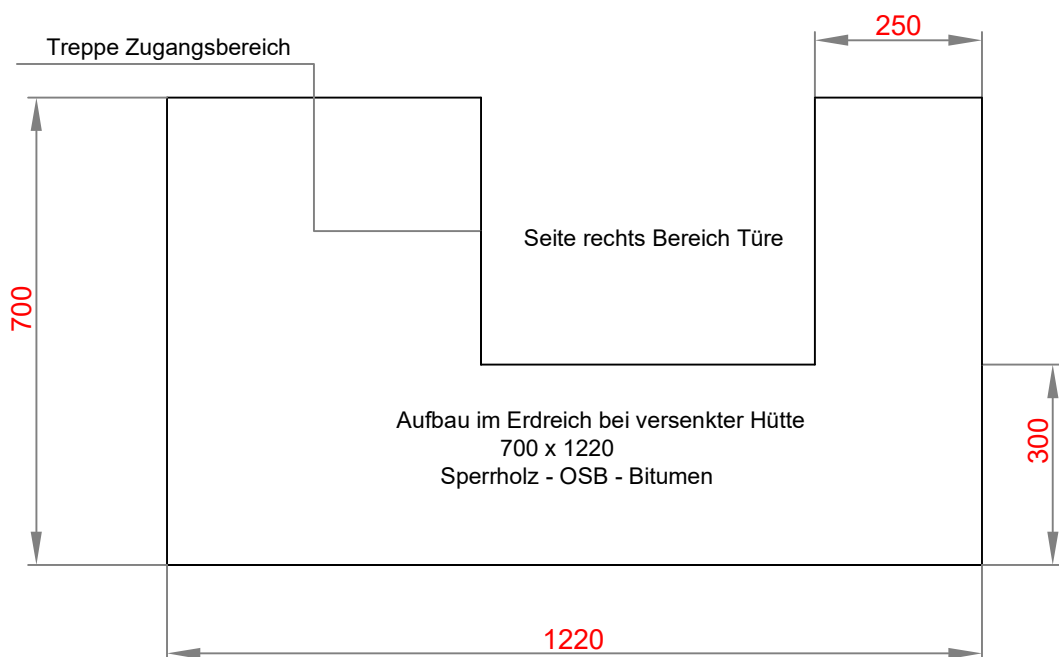 250
Treppe Zugangsbereich
Seite rechts Bereich Türe
700
Aufbau im Erdreich bei versenkter Hütte
700 x 1220
Sperrholz - OSB - Bitumen
300
1220